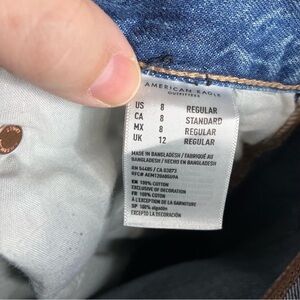 AMERICAN EAGLE
OUTFITTERS
US 8 REGULAR
CA 8 STANDARD
MX 8 REGULAR
UK 12 REGULAR
MADE IN BANGLADESH / FABRIQUÉ AU
BANGLADESH / HECHO EN BANGLADESH
RN 54485 / CA 03873
EN 100% COTTON
EXCLUSIVE OF DECORATION
FR 100% COTON
À L'EXCEPTION DE LA GARNITURE
SP 100% algodón
EXCEPTO DECORACIÓN